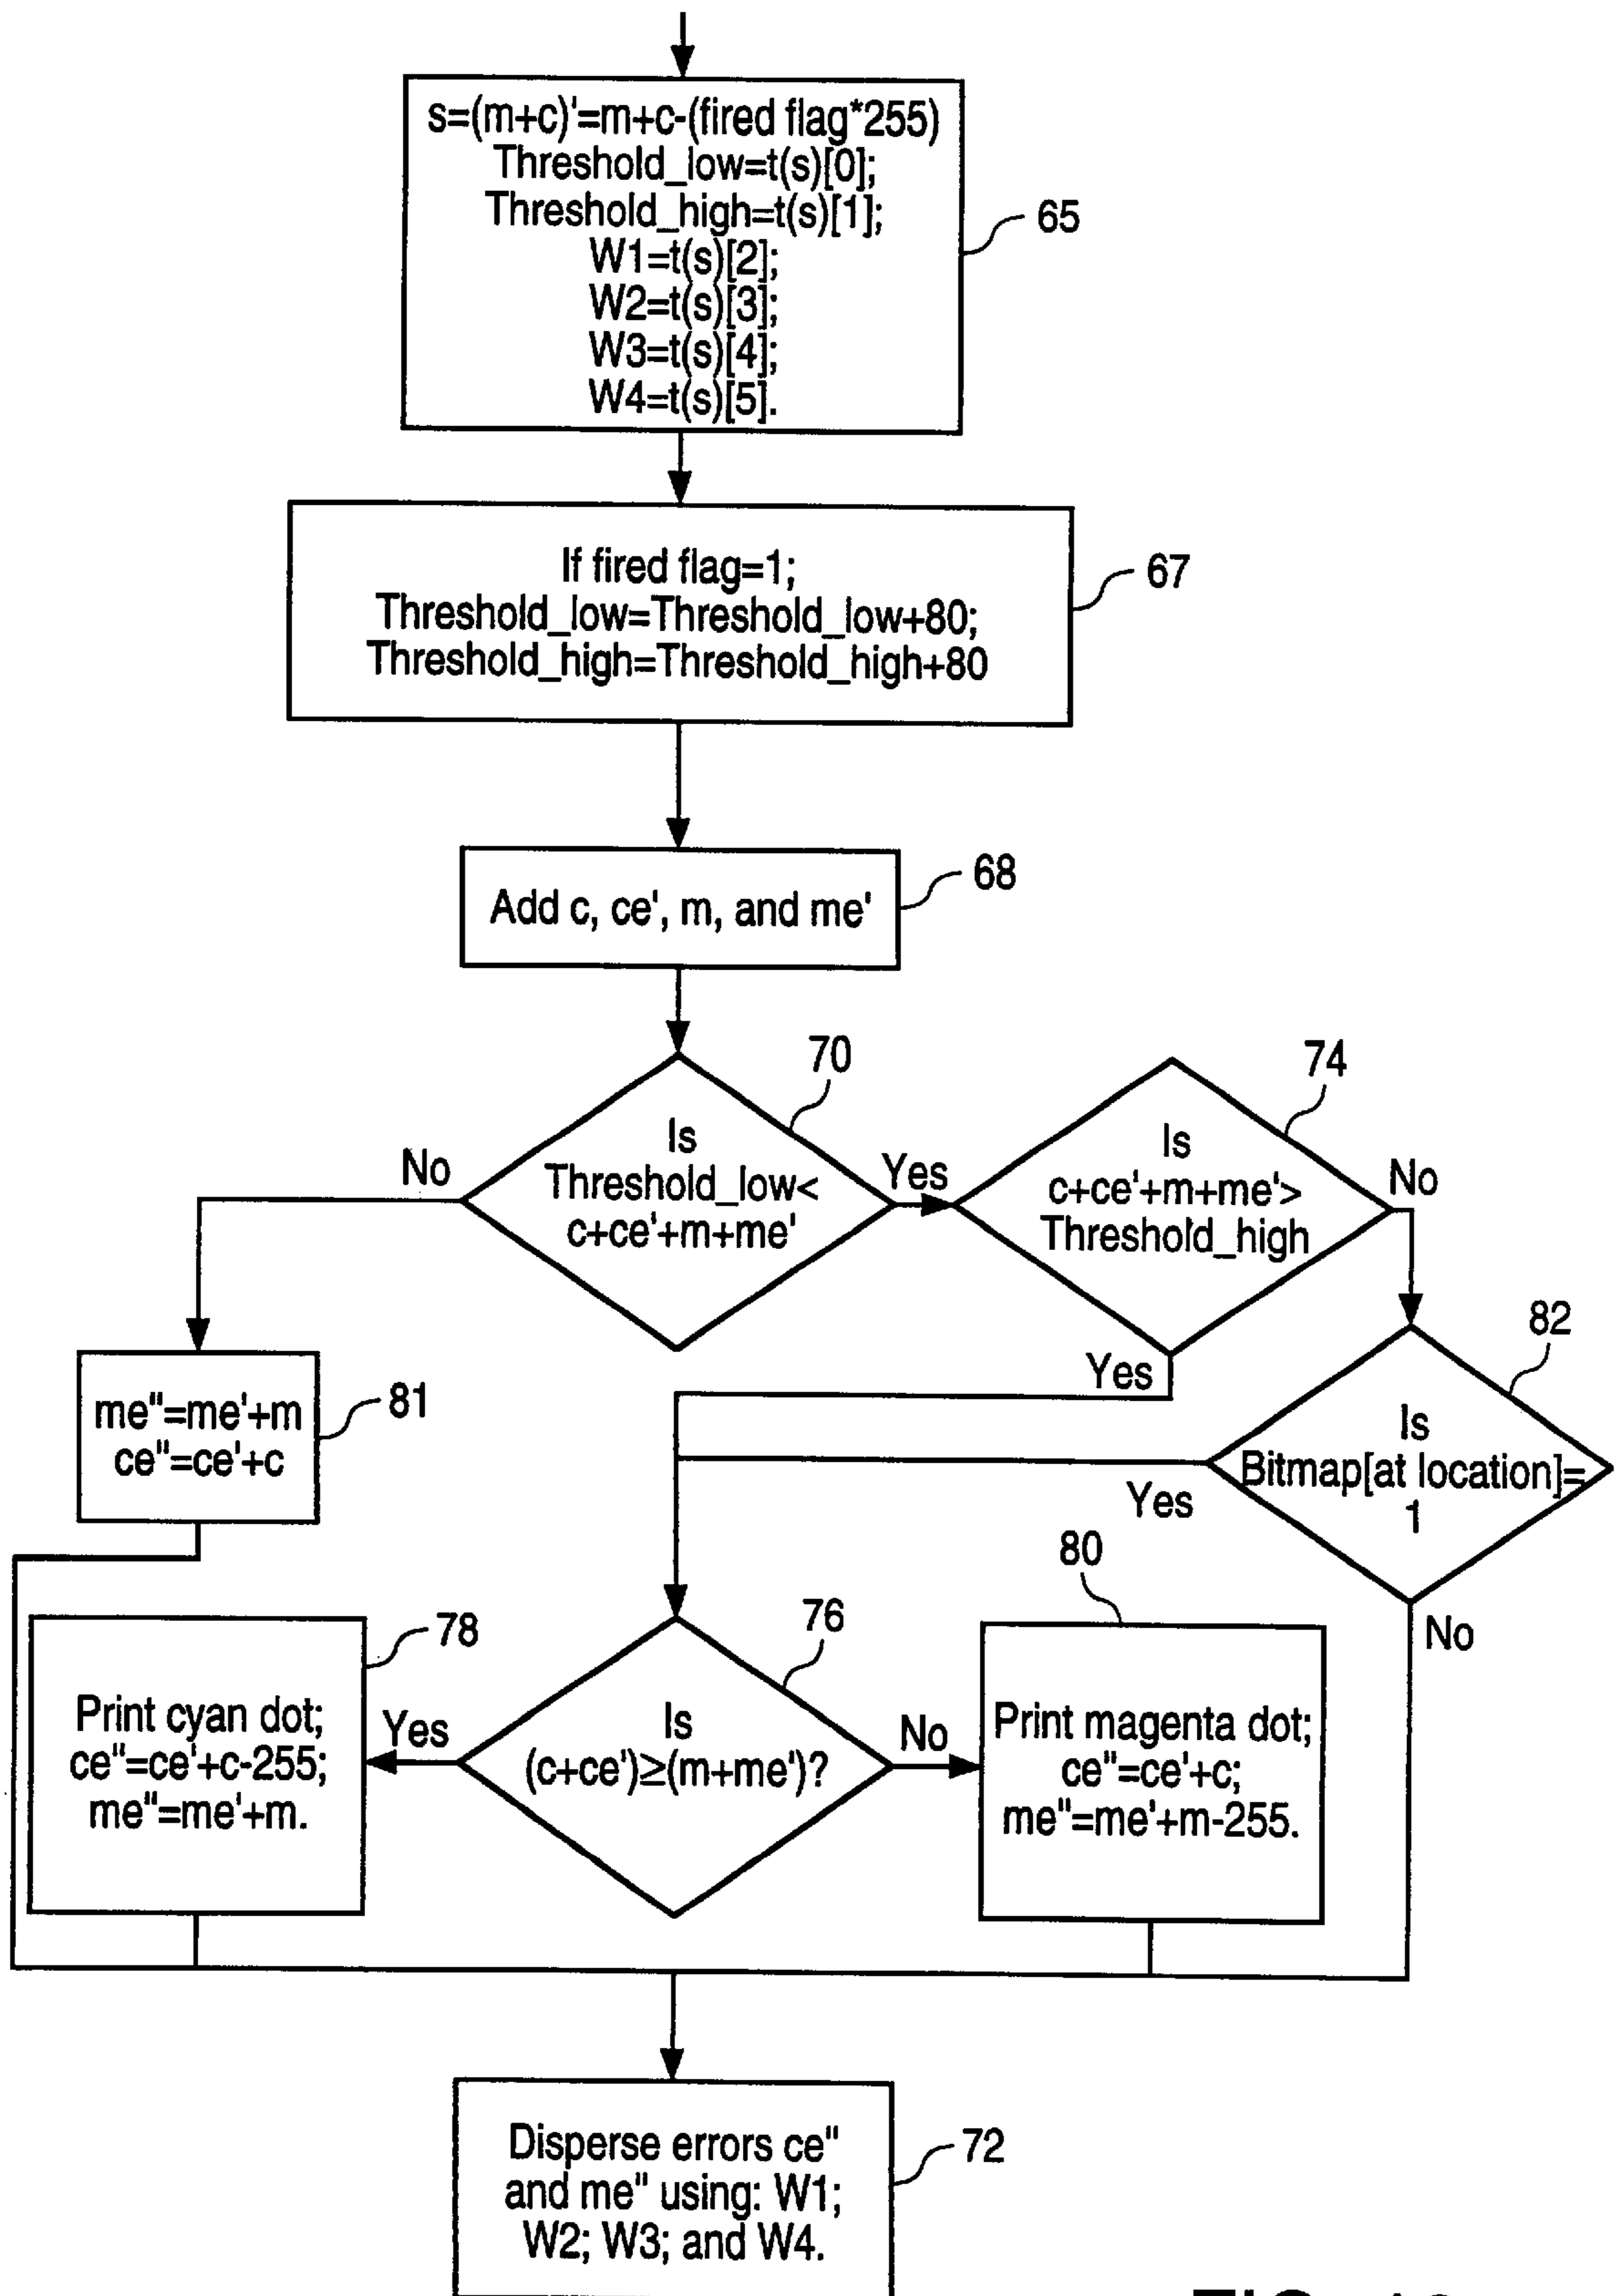 s=(m+c)'=m+c-(fired flag*255)
Threshold_low=t(s)[0];
Threshold_high=t(s)[1];
W1=t(s)[2];
W2=t(s)[3];
W3=t(s)[4];
W4=t(s)[5].
65
If fired flag=1;
Threshold_low=Threshold_low+80;
Threshold_high=Threshold_high+80
67
Add c, ce', m, and me'
68
70
Is
Threshold_low<
c+ce'+m+me'
No
Yes
74
Is
c+ce'+m+me'>
Threshold_high
No
Yes
82
Is
Bitmap[at location]=
1
Yes
No
me"=me'+m
ce"=ce'+c
81
78
Print cyan dot;
ce"=ce'+c-255;
me"=me'+m.
Yes
76
Is
(c+ce')≥(m+me')?
No
80
Print magenta dot;
ce"=ce'+c;
me"=me'+m-255.
Disperse errors ce"
and me" using: W1;
W2; W3; and W4.
72